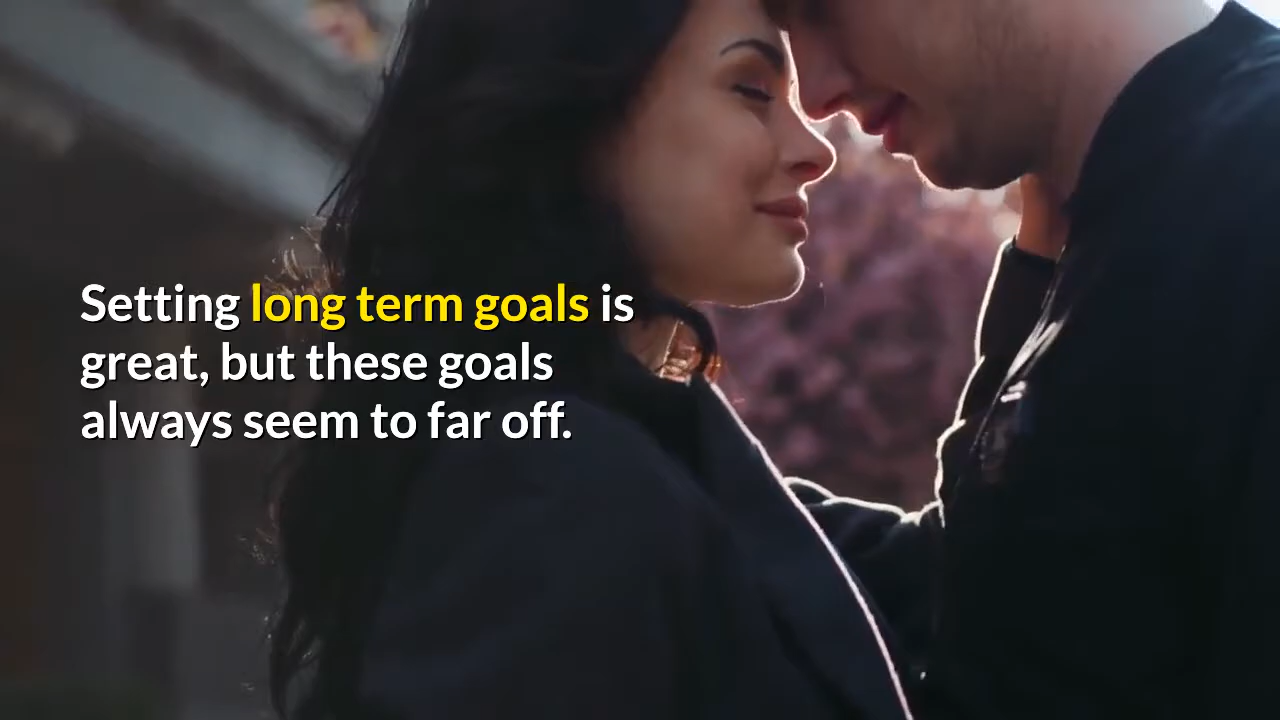 Setting long term goals is
great, but these goals
always seem to far off.